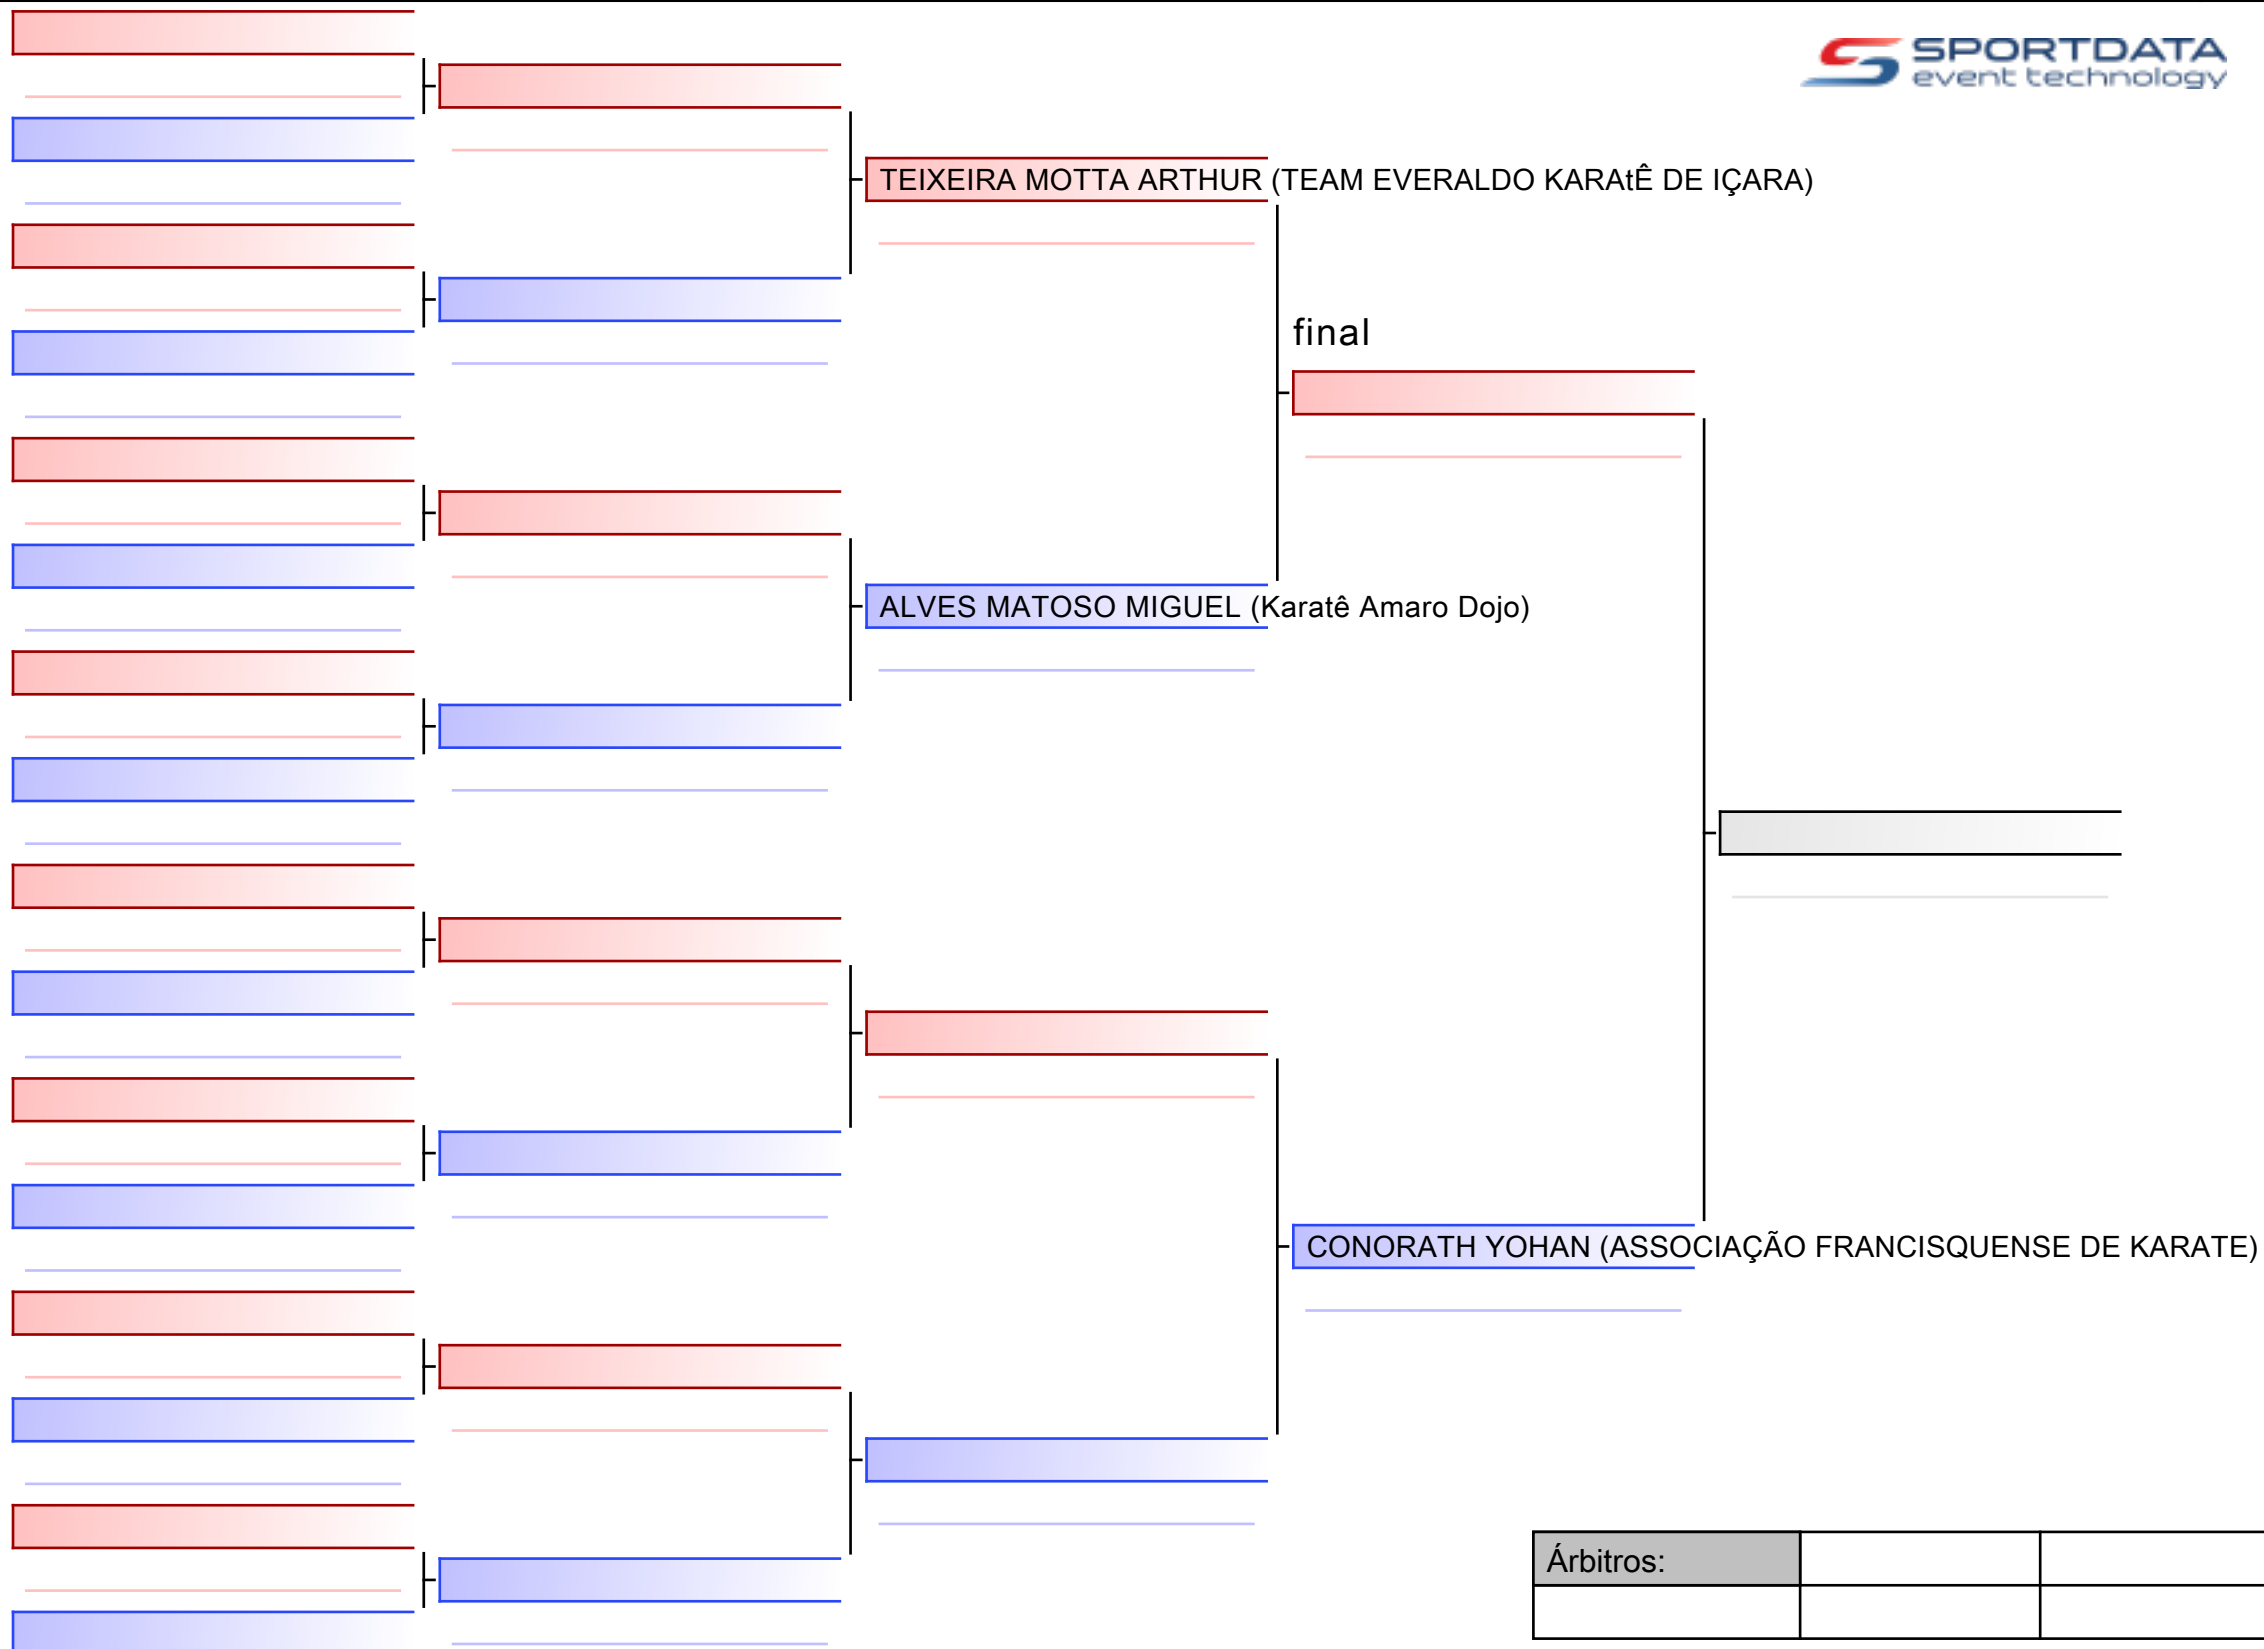 SPORTDATA
event technology
TEIXEIRA MOTTA ARTHUR (TEAM EVERALDO KARAtÊ DE IÇARA)
final
ALVES MATOSO MIGUEL (Karatê Amaro Dojo)
CONORATH YOHAN (ASSOCIAÇÃO FRANCISQUENSE DE KARATE)
Árbitros: